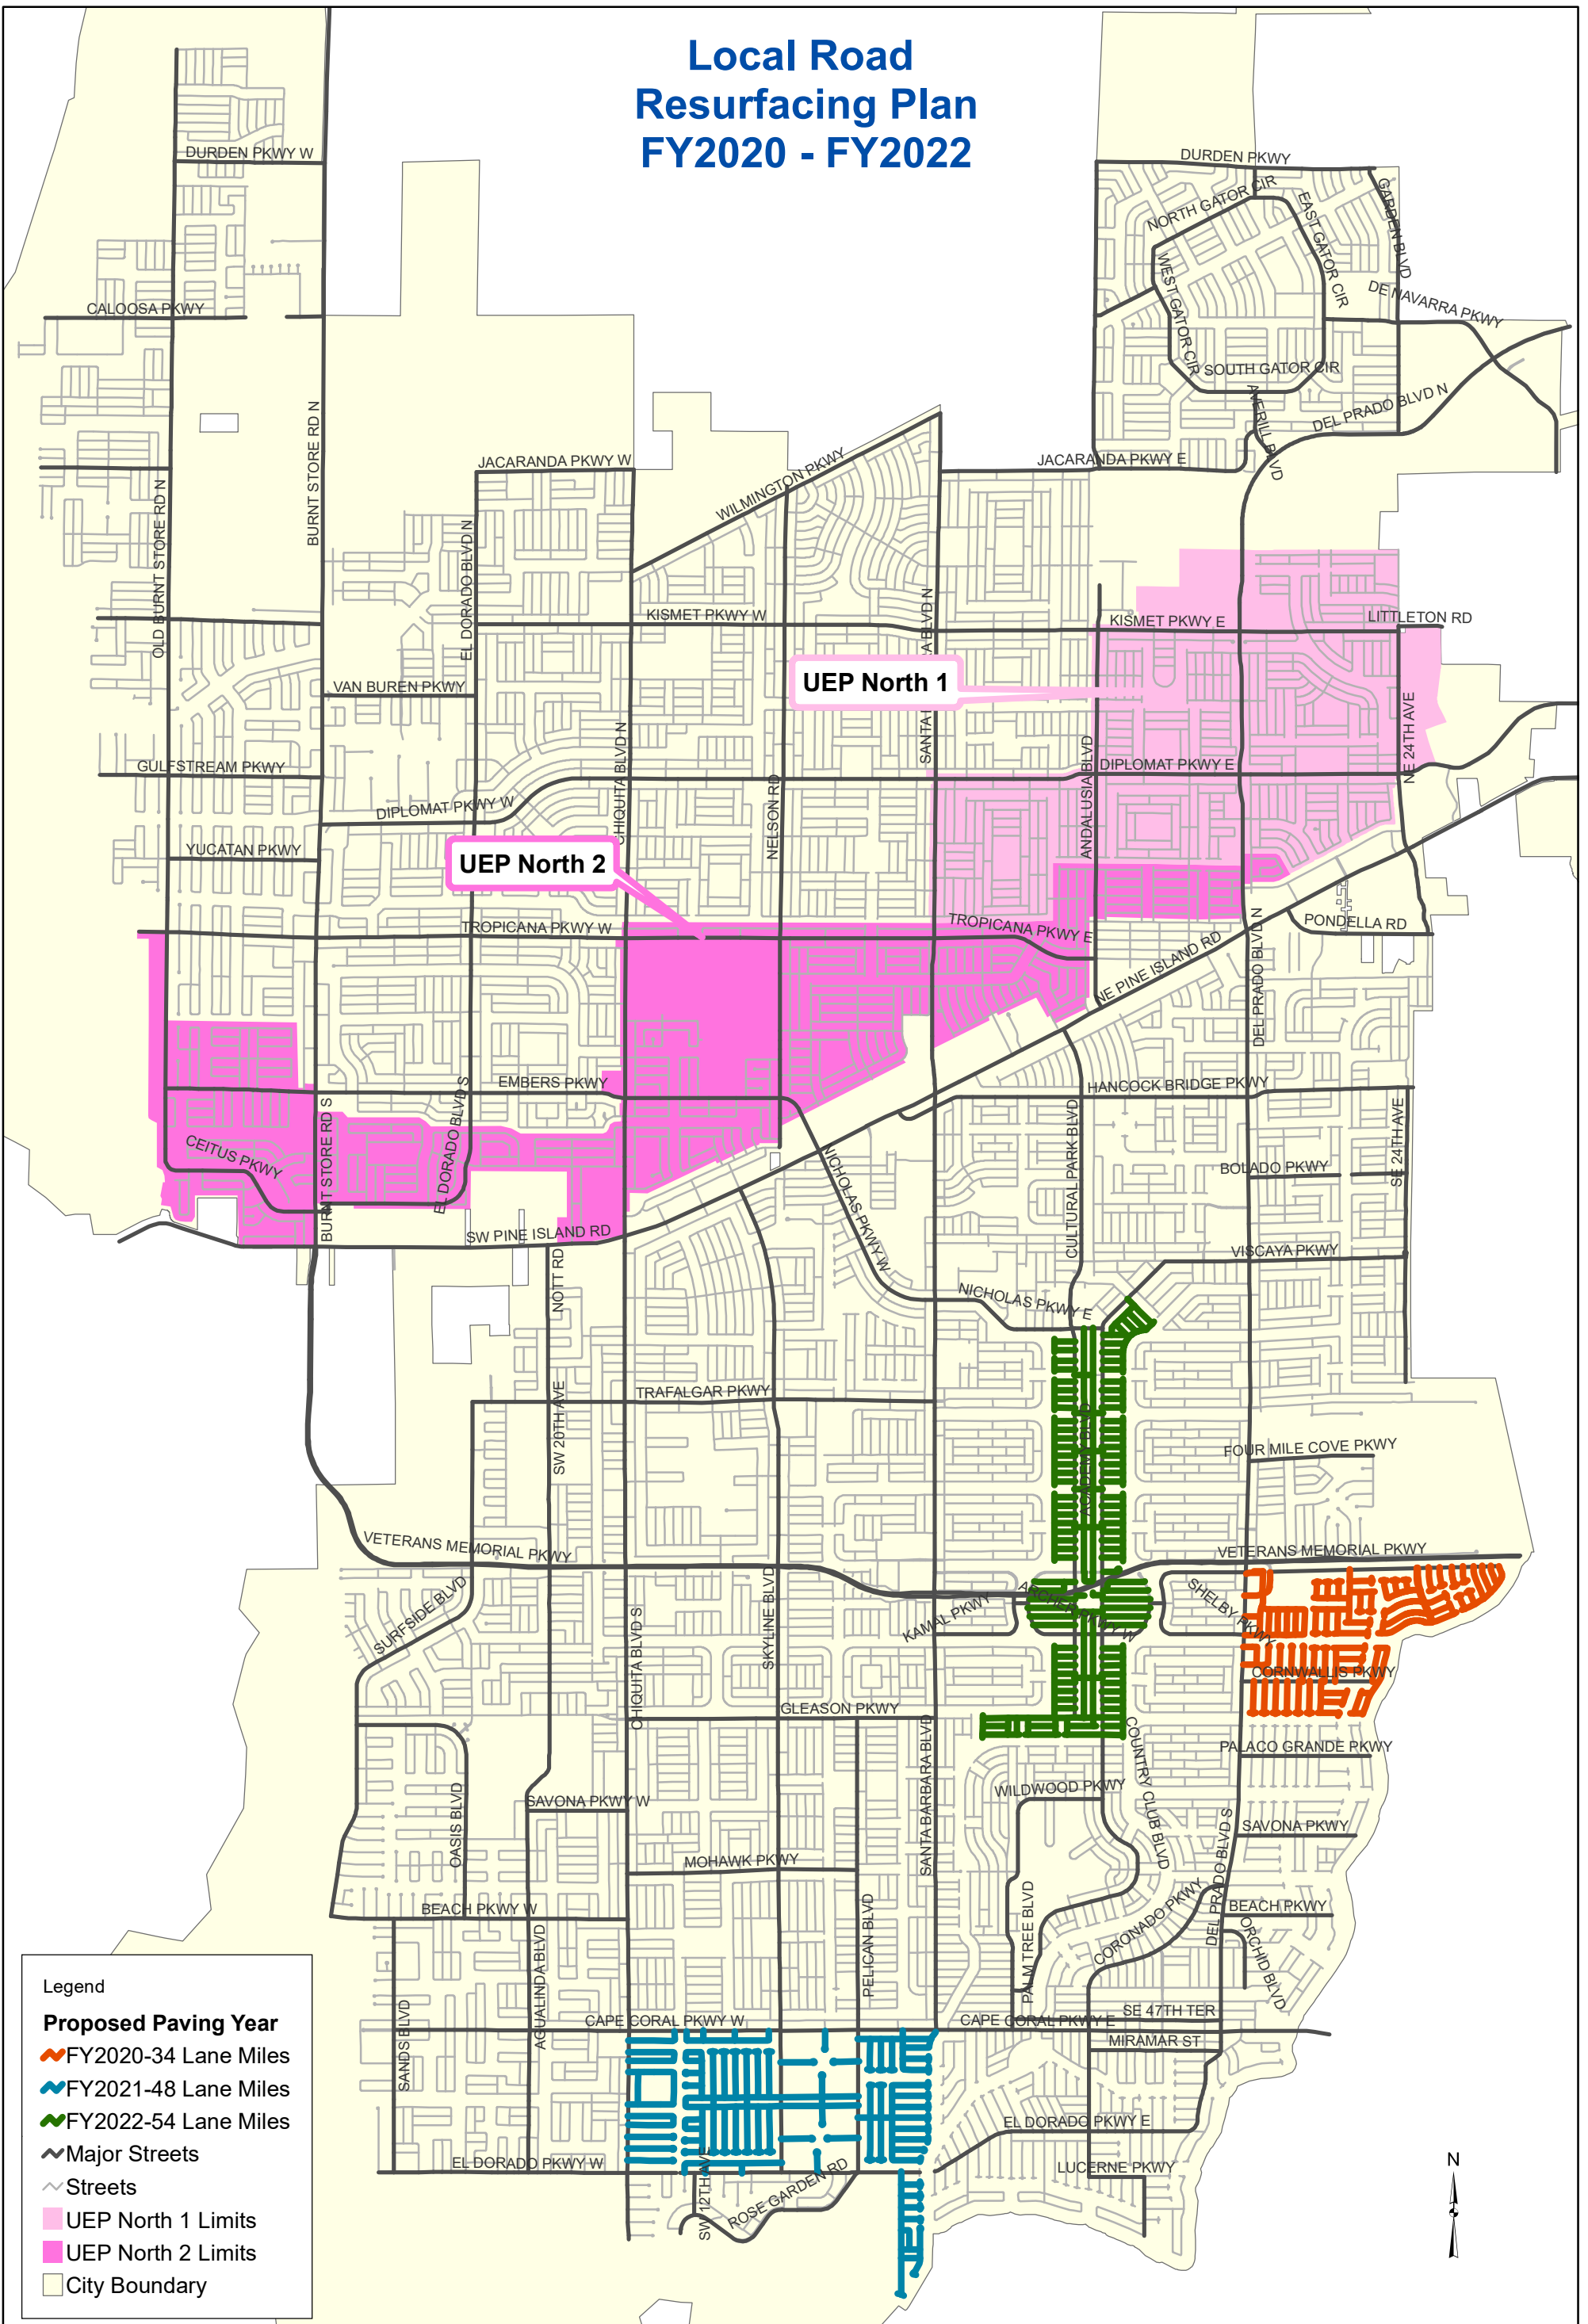 Local Road
Resurfacing Plan
FY2020 - FY2022
DURDEN PKWY W
DURDEN PKWY
NORTH GATOR CIR
EAST GATOR CIR
GARDEN BLVD
WEST GATOR CIR
DE NAVARRA PKWY
CALOOSA PKWY
SOUTH GATOR CIR
AVERILL BLVD
DEL PRADO BLVD N
BURNT STORE RD N
OLD BURNT STORE RD N
JACARANDA PKWY W
WILMINGTON PKWY
JACARANDA PKWY E
EL DORADO BLVD N
KISMET PKWY W
KISMET PKWY E
LITTLETON RD
VAN BUREN PKWY
UEP North 1
CHIQUITA BLVD N
NELSON RD
ANDALUSIA BLVD
NE 24TH AVE
GULFSTREAM PKWY
DIPLOMAT PKWY W
DIPLOMAT PKWY E
YUCATAN PKWY
UEP North 2
TROPICANA PKWY W
TROPICANA PKWY E
NE PINE ISLAND RD
DEL PRADO BLVD N
PONDELLA RD
EMBERS PKWY
HANCOCK BRIDGE PKWY
CEITUS PKWY
BURNT STORE RD S
EL DORADO BLVD S
NICHOLAS PKWY W
CULTURAL PARK BLVD
BOLADO PKWY
SE 24TH AVE
SW PINE ISLAND RD
VISCAYA PKWY
NOTT RD
NICHOLAS PKWY E
TRAFALGAR PKWY
SW 20TH AVE
ACADEMY BLVD
FOUR MILE COVE PKWY
VETERANS MEMORIAL PKWY
VETERANS MEMORIAL PKWY
SURFSIDE BLVD
CHIQUITA BLVD S
SKYLINE BLVD
KAMAL PKWY
ARCHER PKWY W
SHELBY PKWY
CORNWALLIS PKWY
GLEASON PKWY
SANTA BARBARA BLVD
COUNTRY CLUB BLVD
PALACO GRANDE PKWY
WILDWOOD PKWY
OASIS BLVD
SAVONA PKWY W
SAVONA PKWY
MOHAWK PKWY
DEL PRADO BLVD S
BEACH PKWY W
PELICAN BLVD
PALM TREE BLVD
CORONADO PKWY
BEACH PKWY
ORCHID BLVD
AGUALINDA BLVD
SANDS BLVD
CAPE CORAL PKWY W
CAPE CORAL PKWY E
SE 47TH TER
MIRAMAR ST
EL DORADO PKWY W
EL DORADO PKWY E
SW 12TH AVE
ROSE GARDEN RD
LUCERNE PKWY
N
Legend
Proposed Paving Year
FY2020-34 Lane Miles
FY2021-48 Lane Miles
FY2022-54 Lane Miles
Major Streets
Streets
UEP North 1 Limits
UEP North 2 Limits
City Boundary